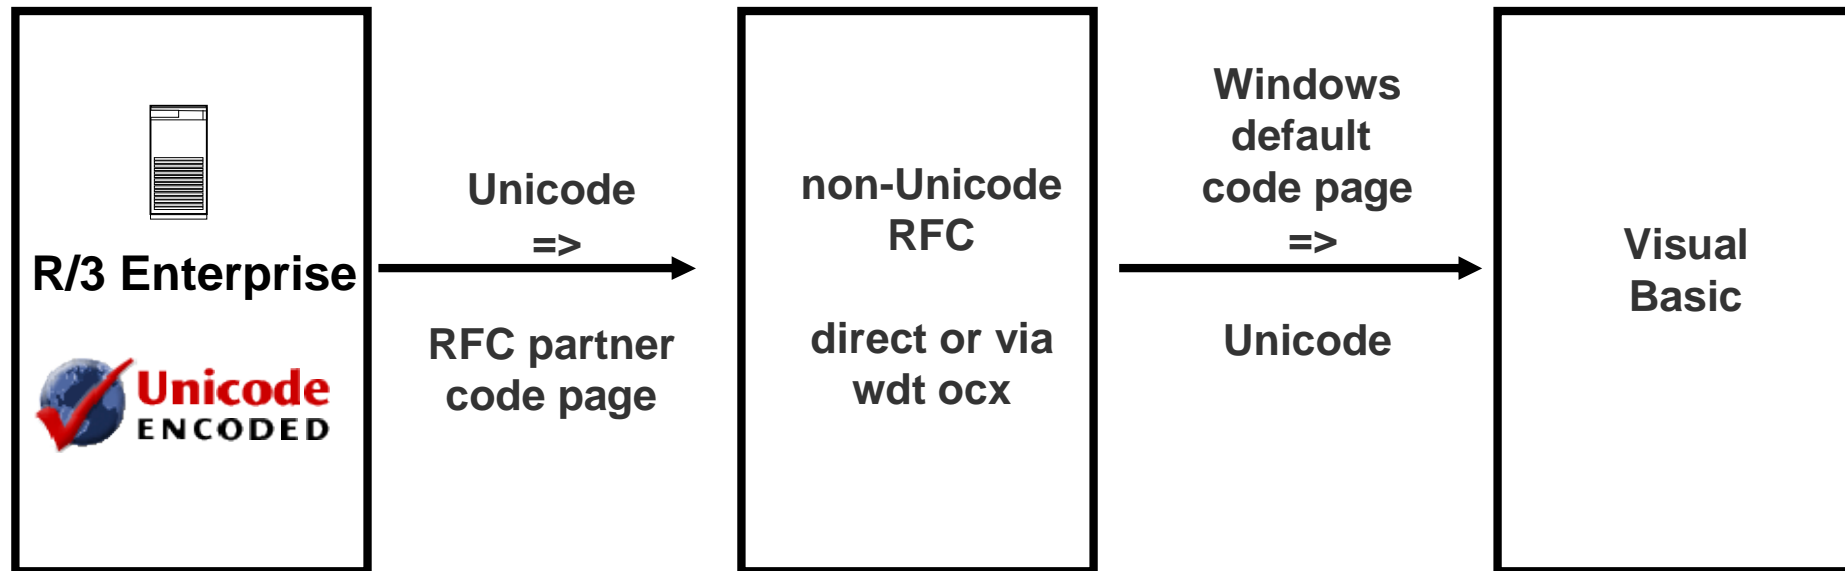 R/3 Enterprise
Unicode
ENCODED
Unicode
=>
RFC partner
code page
non-Unicode
RFC
direct or via
wdt ocx
Windows
default
code page
=>
Unicode
Visual
Basic